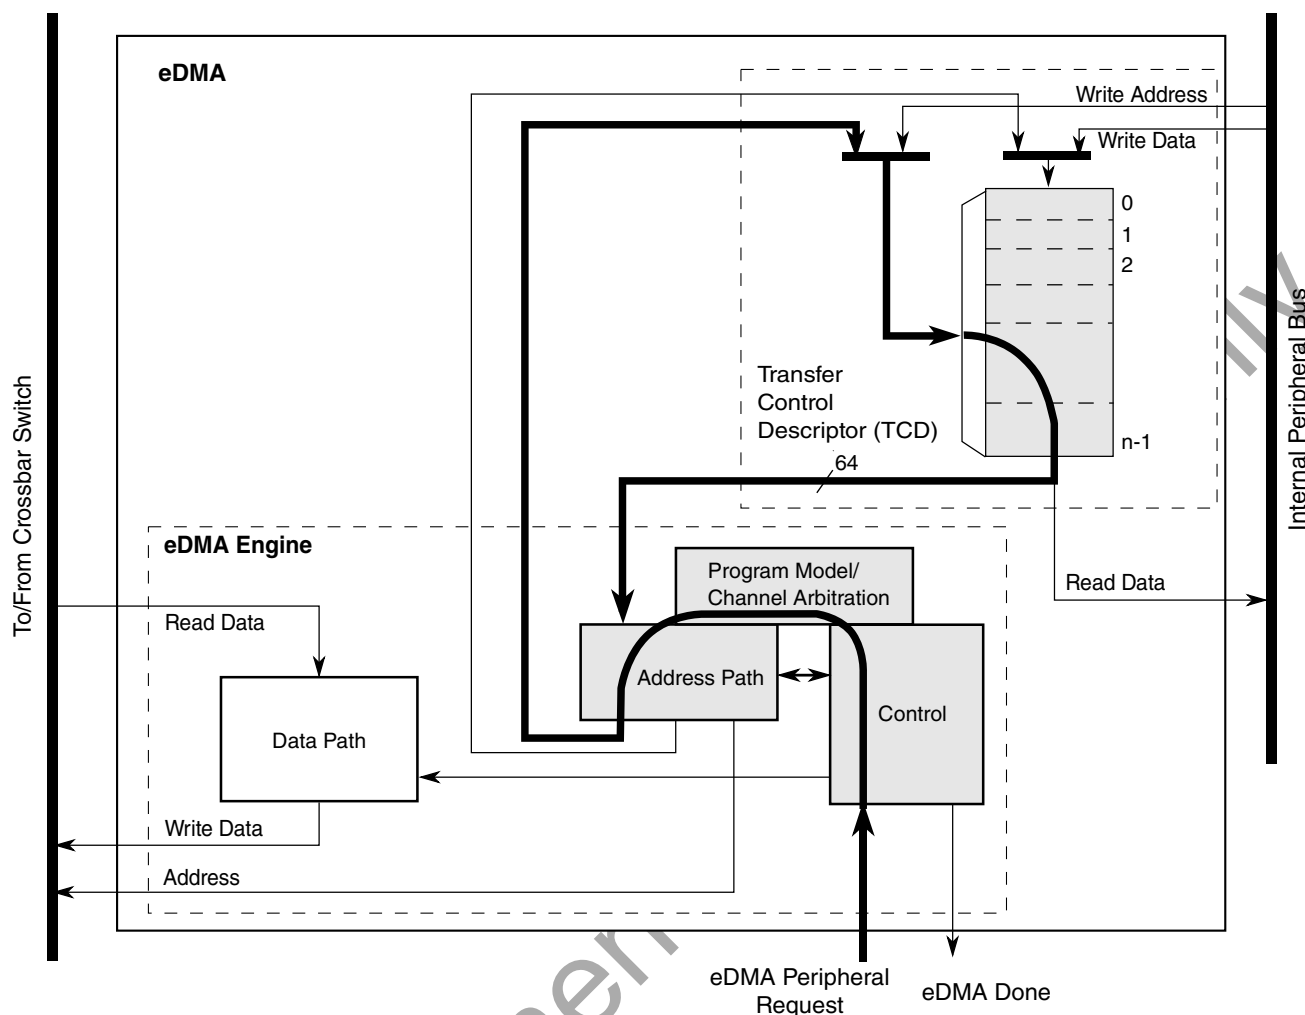 eDMA
Write Address
Write Data
0
1
2
n-1
Transfer
Control
Descriptor (TCD)
64
To/From Crossbar Switch
Internal Peripheral Bus
eDMA Engine
Program Model/
Channel Arbitration
Read Data
Read Data
Address Path
Control
Data Path
Write Data
Address
eDMA Peripheral
Request
eDMA Done